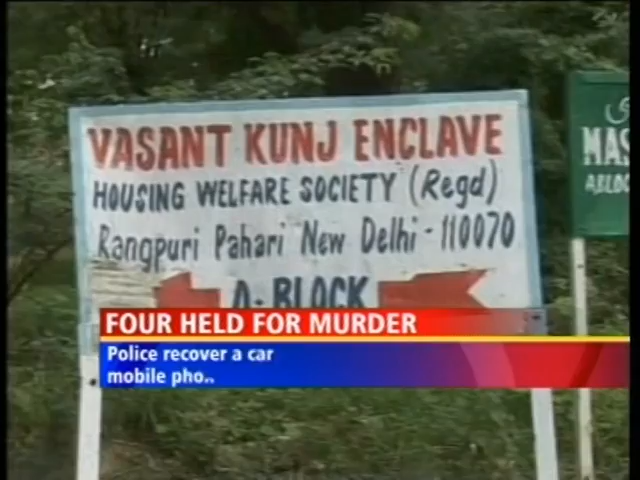 VASANT KUNJ ENCLAVE
HOUSING WELFARE SOCIETY (Regd)
Rangpuri Pahari New Delhi - 110070
A - BLOCK
MAS
A BLOC
FOUR HELD FOR MURDER
Police recover a car
mobile pho..